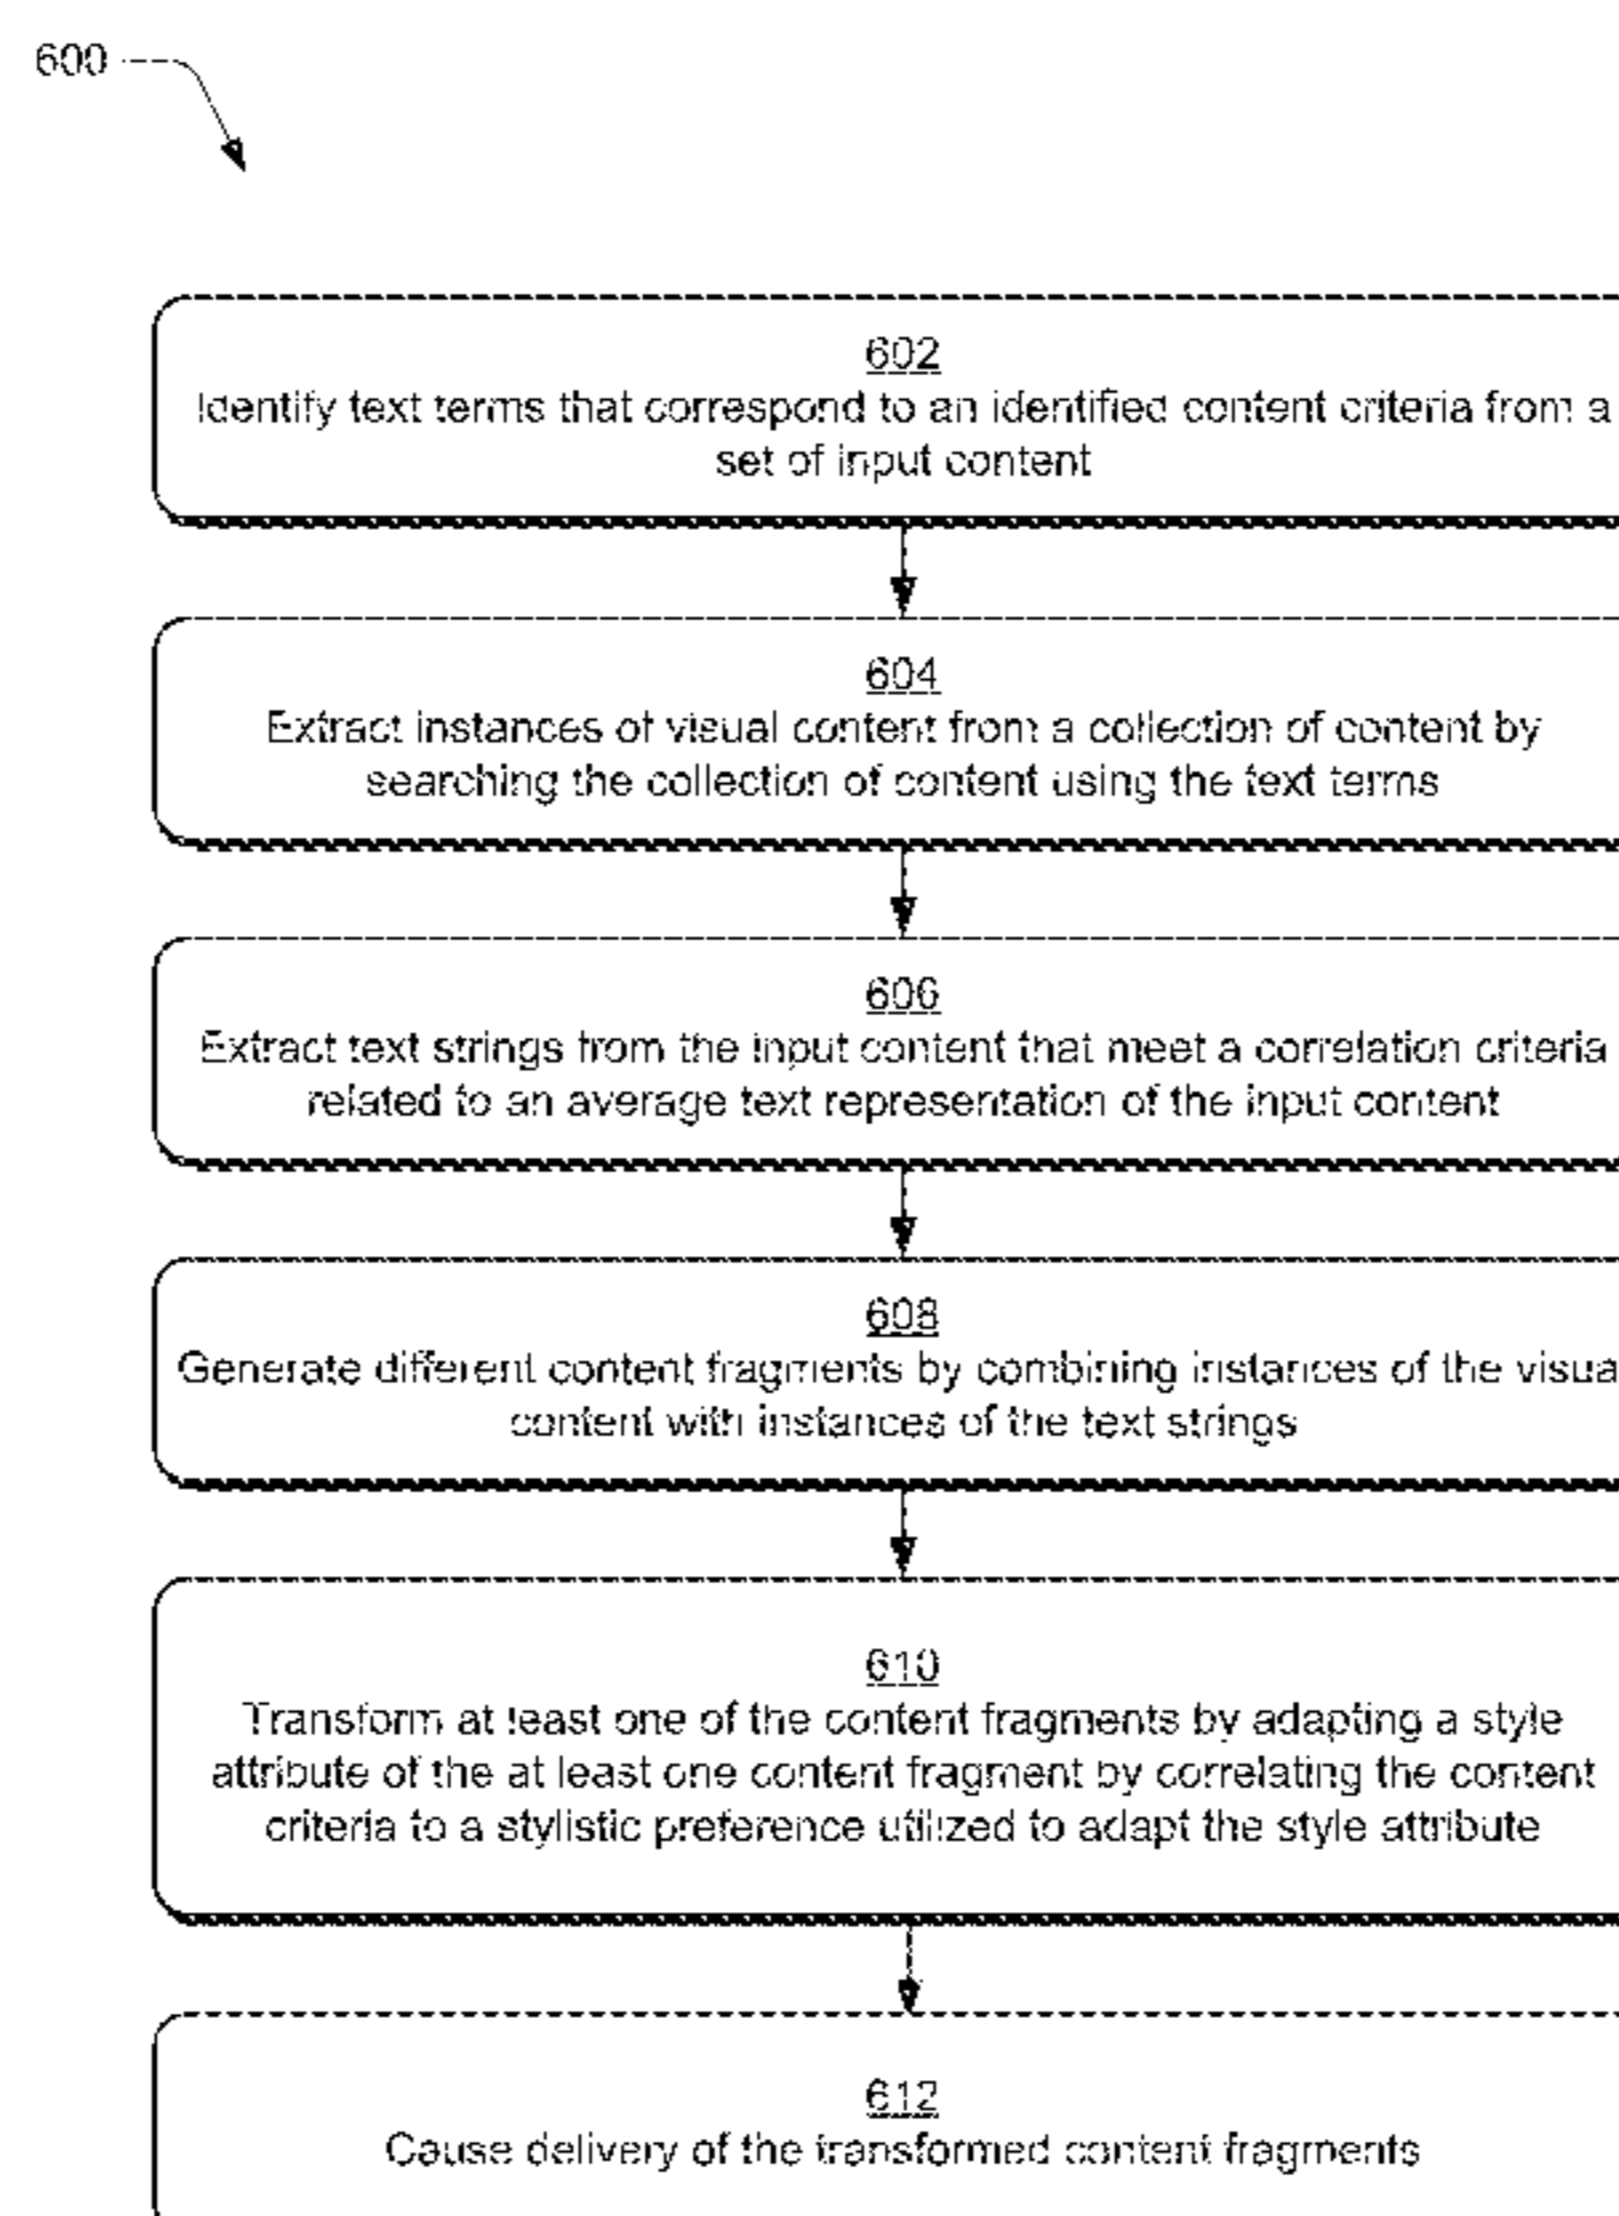 600
602
Identify text terms that correspond to an identified content criteria from a
set of input content
604
Extract instances of visual content from a collection of content by
searching the collection of content using the text terms
606
Extract text strings from the input content that meet a correlation criteria
related to an average text representation of the input content
608
Generate different content fragments by combining instances of the visua
content with instances of the text strings
610
Transform at least one of the content fragments by adapting a style
attribute of the at least one content fragment by correlating the content
criteria to a stylistic preference utilized to adapt the style attribute
612
Cause delivery of the transformed content fragments